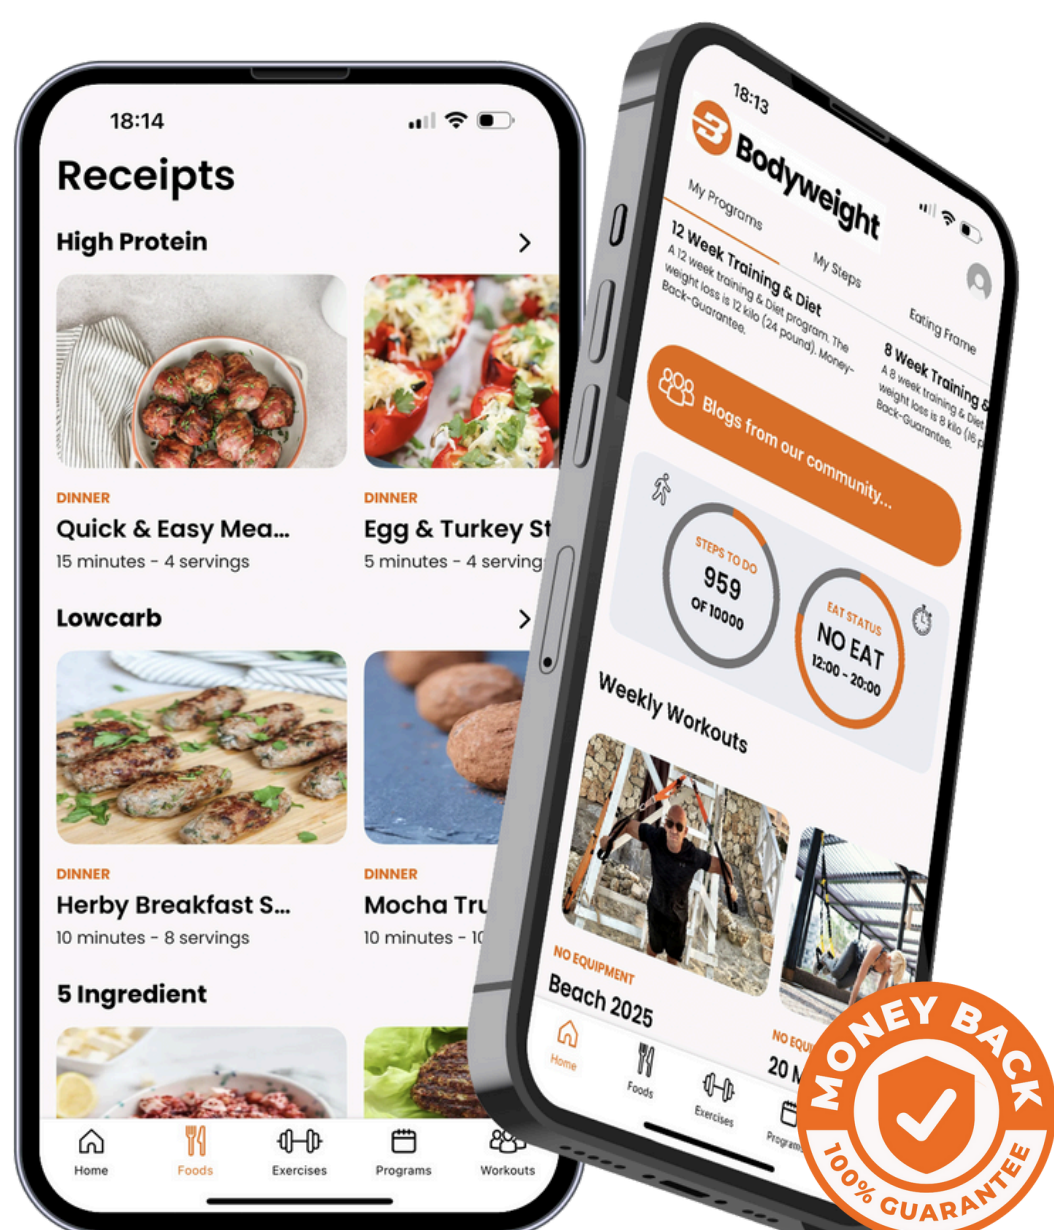 18:14
Receipts
High Protein
DINNER
Quick & Easy Mea...
15 minutes - 4 servings
DINNER
Egg & Turkey St
5 minutes - 4 serving
Lowcarb
DINNER
Herby Breakfast S...
10 minutes - 8 servings
DINNER
Mocha Tru
10 minutes - 10
5 Ingredient
Home
Foods
Exercises
Programs
Workouts
18:13
B Bodyweight
My Programs
My Steps
Eating Frame
12 Week Training & Diet
A 12 week training & Diet program. The
weight loss is 12 kilo (24 pound). Money-
Back-Guarantee.
8 Week Training &
A 8 week training & Diet
weight loss is 8 kilo (16 p
Back-Guarantee.
Blogs from our community...
STEPS TO DO
959
OF 10000
EAT STATUS
NO EAT
12:00 - 20:00
Weekly Workouts
NO EQUIPMENT
Beach 2025
NO EQUI
20 M
Home
Foods
Exercises
Programs
MONEY BACK
100% GUARANTEE